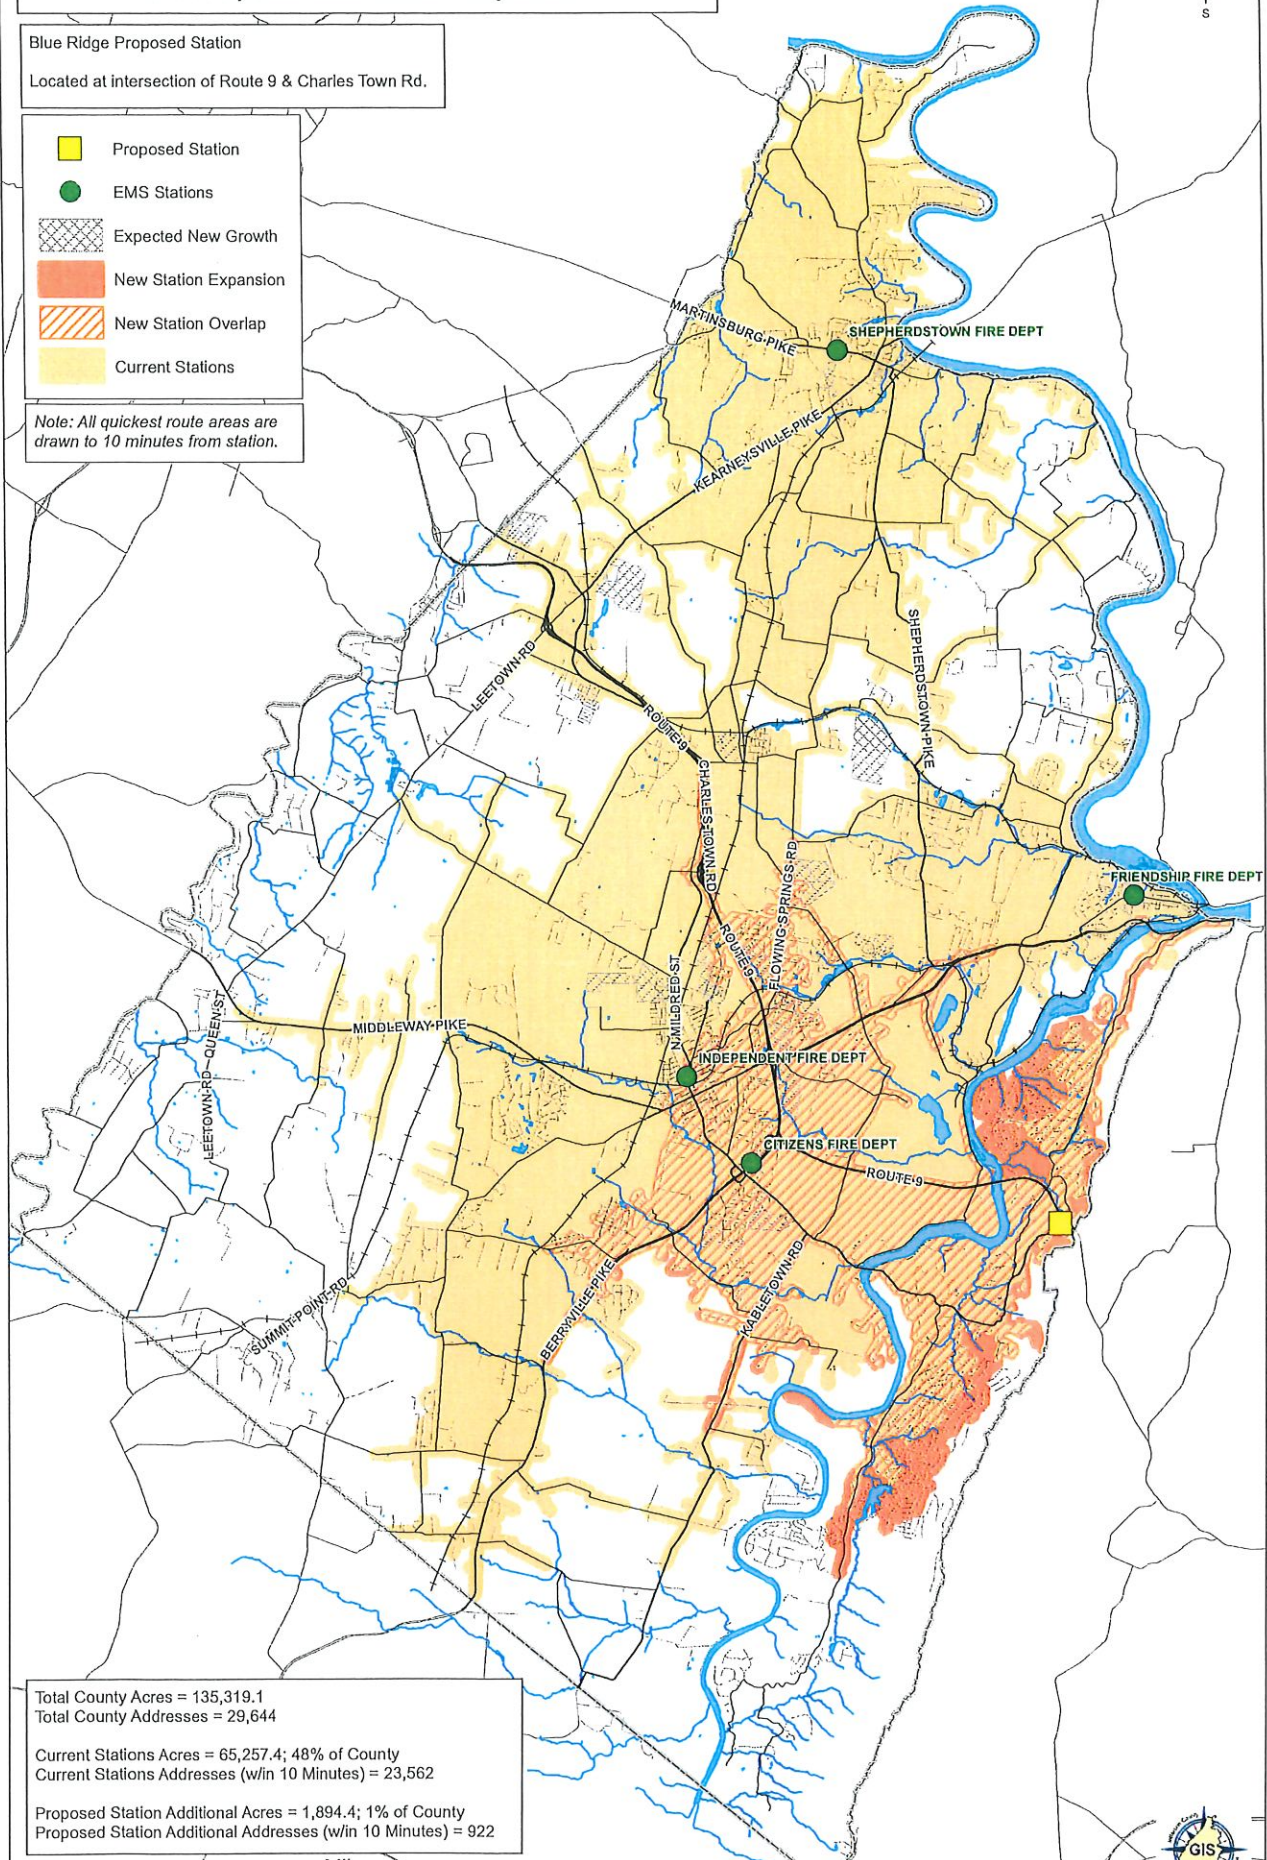 S
Blue Ridge Proposed Station
Located at intersection of Route 9 & Charles Town Rd.
Proposed Station
EMS Stations
Expected New Growth
New Station Expansion
New Station Overlap
Current Stations
Note: All quickest route areas are
drawn to 10 minutes from station.
MARTINSBURG PIKE
SHEPHERDSTOWN FIRE DEPT
KEARNEYSVILLE PIKE
SHEPHERDSTOWN PIKE
LEETOWN RD
ROUTE 9
CHARLES TOWN RD
FLOWING SPRINGS RD
FRIENDSHIP FIRE DEPT
ROUTE 9
N MILDRED ST
MIDDLEWAY PIKE
LEETOWN RD - QUEEN ST
INDEPENDENT FIRE DEPT
CITIZENS FIRE DEPT
ROUTE 9
KABLETOWN RD
BERRYVILLE PIKE
SUMMIT POINT RD
Total County Acres = 135,319.1
Total County Addresses = 29,644
Current Stations Acres = 65,257.4; 48% of County
Current Stations Addresses (w/in 10 Minutes) = 23,562
Proposed Station Additional Acres = 1,894.4; 1% of County
Proposed Station Additional Addresses (w/in 10 Minutes) = 922
GIS